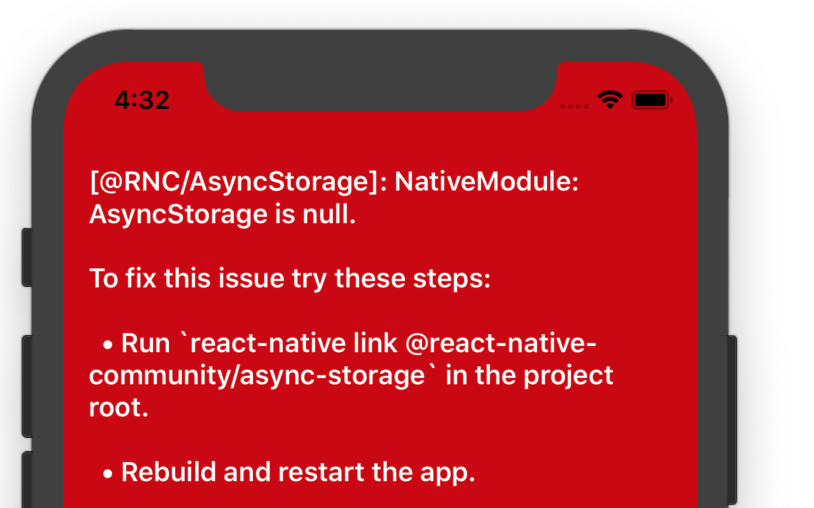 4:32
[@RNC/AsyncStorage]: NativeModule:
AsyncStorage is null.
To fix this issue try these steps:
• Run `react-native link @react-native-
community/async-storage` in the project
root.
• Rebuild and restart the app.